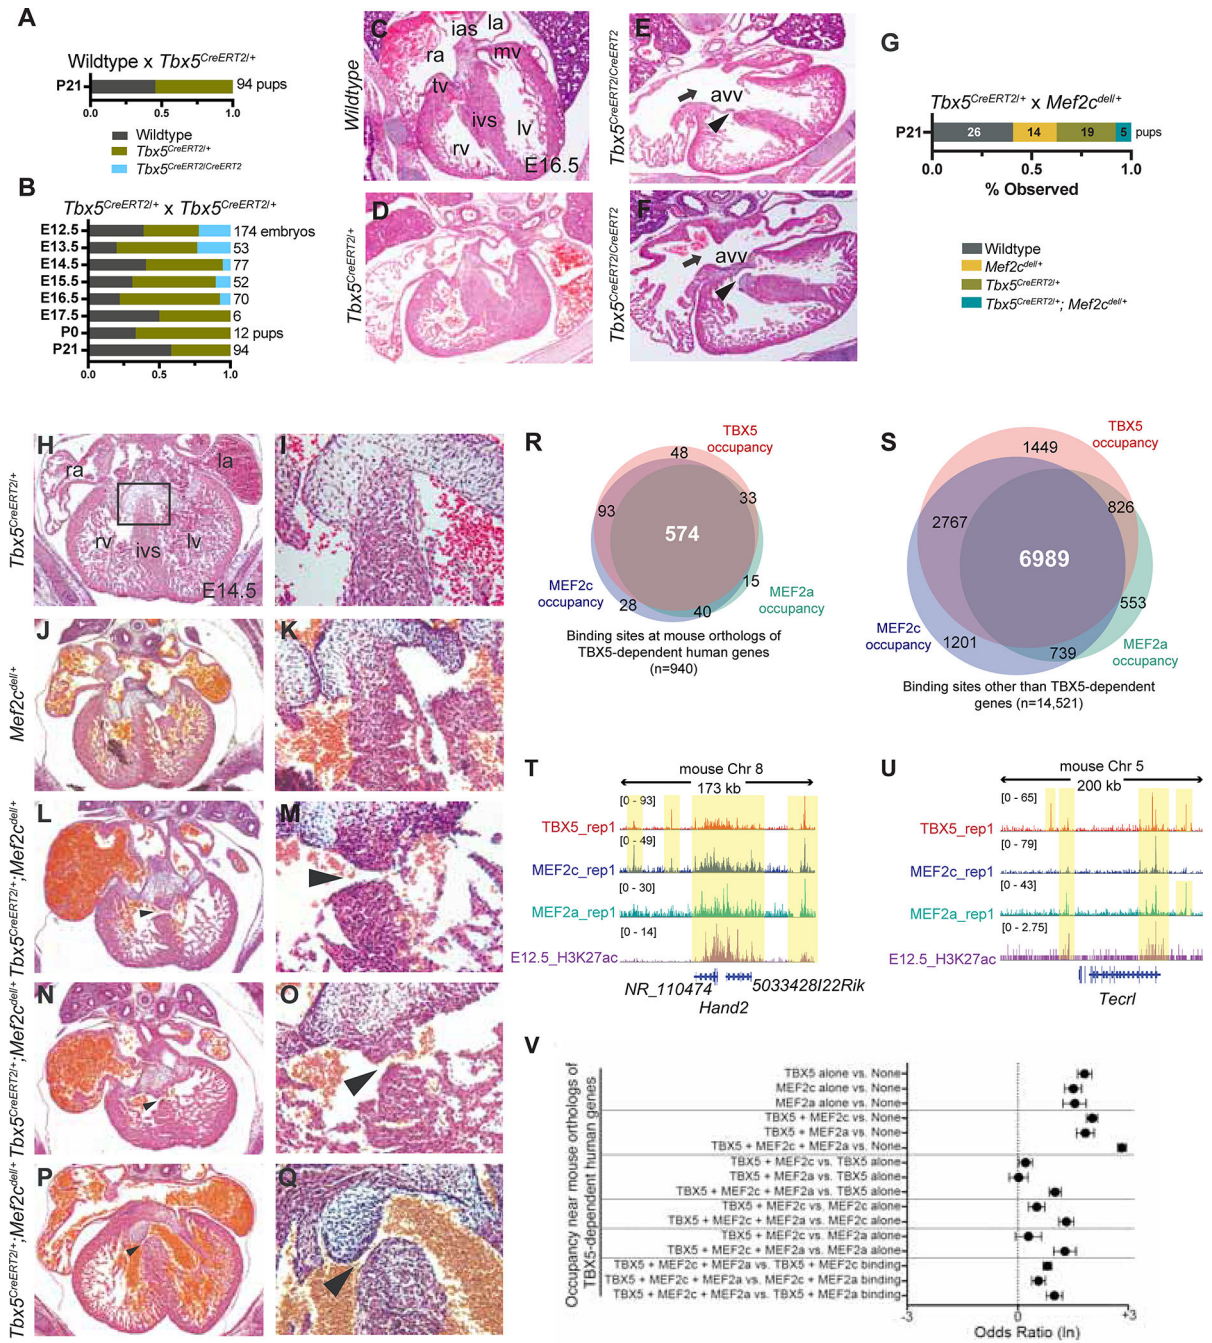 A
Wildtype x Tbx5CreERT2/+
P21
94 pups
0.0 0.5 1.0
Wildtype
Tbx5CreERT2/+
Tbx5CreERT2/CreERT2
B
Tbx5CreERT2/+ x Tbx5CreERT2/+
E12.5 174 embryos
E13.5 53
E14.5 77
E15.5 52
E16.5 70
E17.5 6
P0 12 pups
P21 94
0.0 0.5 1.0
C
Wildtype
ias la
ra mv
tv
ivs lv
rv
E16.5
D
Tbx5CreERT2/+
E
Tbx5CreERT2/CreERT2
avv
F
Tbx5CreERT2/CreERT2
avv
G
Tbx5CreERT2/+ x Mef2cdel/+
P21 26 14 19 5 pups
0.0 0.5 1.0
% Observed
Wildtype
Mef2cdel/+
Tbx5CreERT2/+
Tbx5CreERT2/+; Mef2cdel/+
H
Tbx5CreERT2/+
ra la
rv ivs lv
E14.5
I
J
Mef2cdel/+
K
L
Tbx5CreERT2/+;Mef2cdel/+
M
N
Tbx5CreERT2/+;Mef2cdel/+
O
P
Tbx5CreERT2/+;Mef2cdel/+
Q
R
TBX5
occupancy
48
33
93
574
15
MEF2c
occupancy
28
40
MEF2a
occupancy
Binding sites at mouse orthologs of
TBX5-dependent human genes
(n=940)
S
TBX5
occupancy
1449
826
2767
6989
553
MEF2c
occupancy
1201
739
MEF2a
occupancy
Binding sites other than TBX5-dependent
genes (n=14,521)
T
mouse Chr 8
173 kb
[0 - 93]
TBX5_rep1
[0 - 49]
MEF2c_rep1
[0 - 30]
MEF2a_rep1
[0 - 14]
E12.5_H3K27ac
NR_110474
5033428I22Rik
Hand2
U
mouse Chr 5
200 kb
[0 - 65]
TBX5_rep1
[0 - 79]
MEF2c_rep1
[0 - 43]
MEF2a_rep1
[0 - 2.75]
E12.5_H3K27ac
Tecrl
V
Occupancy near mouse orthologs of
TBX5-dependent human genes
TBX5 alone vs. None
MEF2c alone vs. None
MEF2a alone vs. None
TBX5 + MEF2c vs. None
TBX5 + MEF2a vs. None
TBX5 + MEF2c + MEF2a vs. None
TBX5 + MEF2c vs. TBX5 alone
TBX5 + MEF2a vs. TBX5 alone
TBX5 + MEF2c + MEF2a vs. TBX5 alone
TBX5 + MEF2c vs. MEF2c alone
TBX5 + MEF2c + MEF2a vs. MEF2c alone
TBX5 + MEF2c vs. MEF2a alone
TBX5 + MEF2c + MEF2a vs. MEF2a alone
TBX5 + MEF2c + MEF2a vs. TBX5 + MEF2c binding
TBX5 + MEF2c + MEF2a vs. MEF2c + MEF2a binding
TBX5 + MEF2c + MEF2a vs. TBX5 + MEF2a binding
-3 0 +3
Odds Ratio (ln)